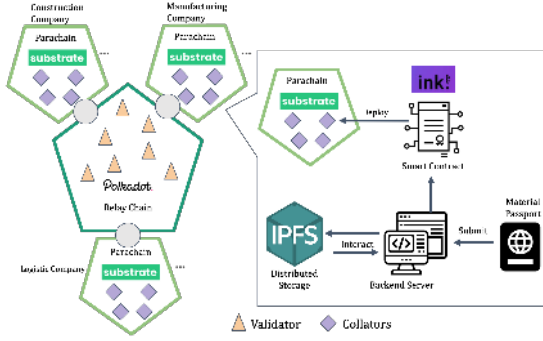 Construction
Company
Manufacturing
Company
Parachain
substrate
...
Parachain
substrate
...
Polkadot.
Relay Chain
Logistic Company
Parachain
substrate
...
Parachain
substrate
ink!
Deploy
Smart Contract
Material
Passport
IPFS
Interact
Submit
Distributed
Storage
Backend Server
Validator
Collators